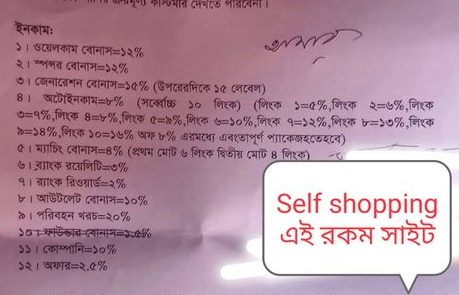 দেখতে পারবেনা।
ইনকাম:
১। ওয়েলকাম বোনাস=১২%
২। স্পন্সর বোনাস=১২%
৩। জেনারেশন বোনাস=১৫% (উপরেরদিকে ১৫ লেবেল)
৪। অটোইনকাম=৮% (সর্ব্বোচ্চ ১০ লিংক) (লিংক ১=৫%, লিংক ২=৬%, লিংক
৩=৭%, লিংক ৪=৮%, লিংক ৫=৯%, লিংক ৬=১০%, লিংক ৭=১২%, লিংক ৮=১৩%, লিংক
৯=১৪%, লিংক ১০=১৬% অফ ৮% এরমধ্যে এবংতাপূর্ণ প্যাকেজহতেহবে)
৫। ম্যাচিং বোনাস=৪% (প্রথম মোট ৬ লিংক দ্বিতীয় মোট ৪ লিংক)
৬। র‍্যাংক রয়েলিটি=৩%
৭। র‍্যাংক রিওয়ার্ড=২%
৮। আউটলেট বোনাস=১০%
৯। পরিবহন খরচ=২০%
১০। ফাউন্ডার বোনাস=১.৫%
১১। কোম্পানি=১০%
১২। অফার=২.৫%
Self shopping
এই রকম সাইট